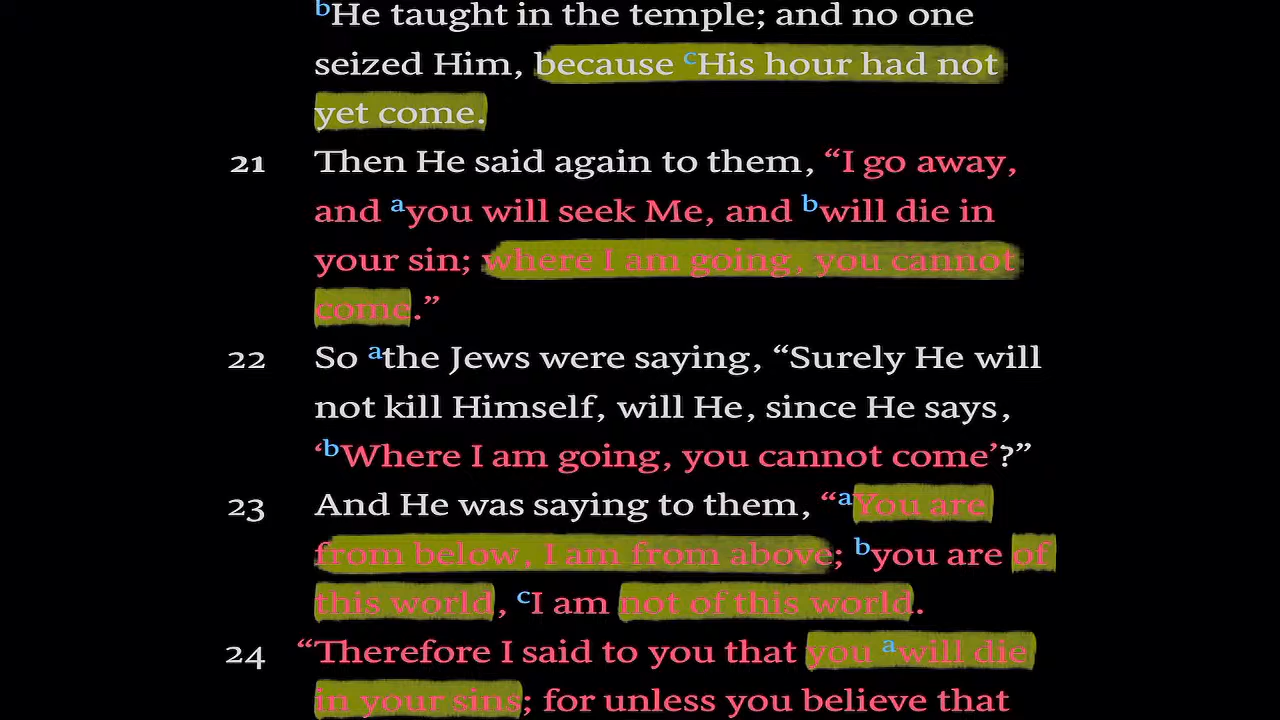 bHe taught in the temple; and no one
seized Him, because cHis hour had not
yet come.
21 Then He said again to them, “I go away,
and ayou will seek Me, and bwill die in
your sin; where I am going, you cannot
come.”
22 So athe Jews were saying, “Surely He will
not kill Himself, will He, since He says,
‘bWhere I am going, you cannot come’?”
23 And He was saying to them, “aYou are
from below, I am from above; byou are of
this world, cI am not of this world.
24 “Therefore I said to you that you awill die
in your sins; for unless you believe that